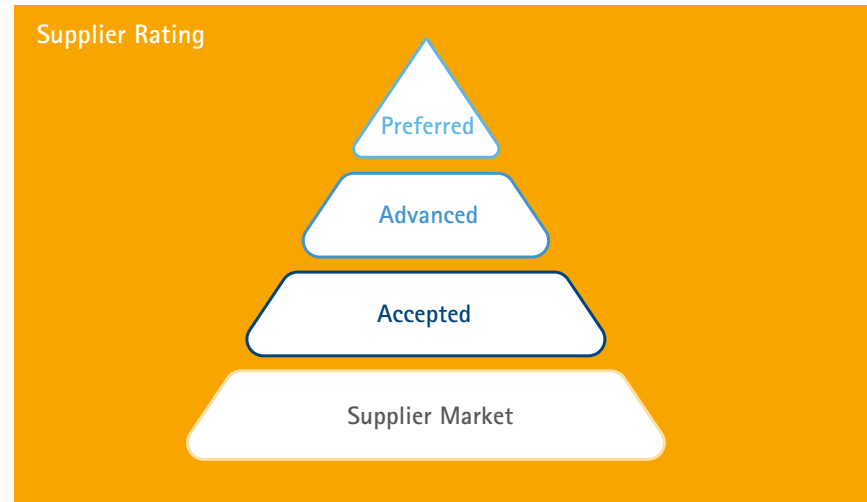 Supplier Rating
Preferred
Advanced
Accepted
Supplier Market